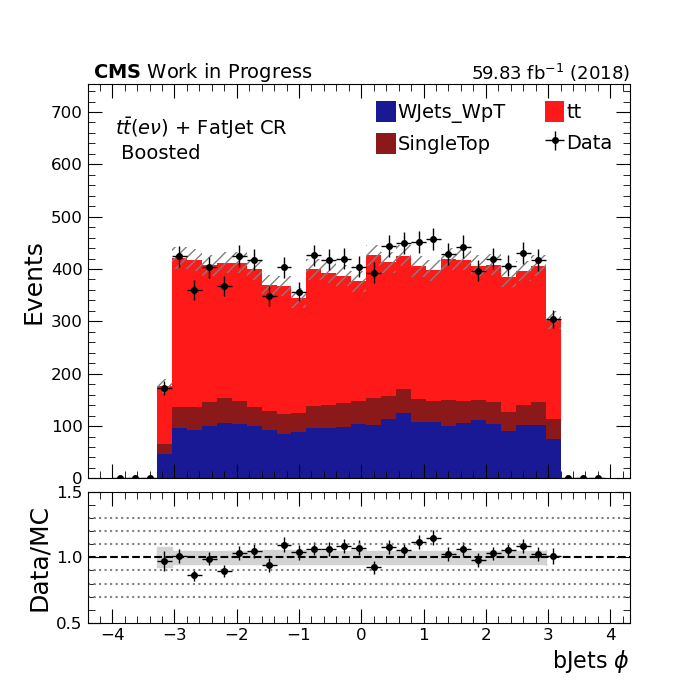 CMS Work in Progress 59.83 fb⁻¹ (2018)
tt̄(eν) + FatJet CR
Boosted
WJets_WpT tt
SingleTop Data
Events
700
600
500
400
300
200
100
0
Data/MC
1.5
1.0
0.5
−4 −3 −2 −1 0 1 2 3 4
bJets ϕ